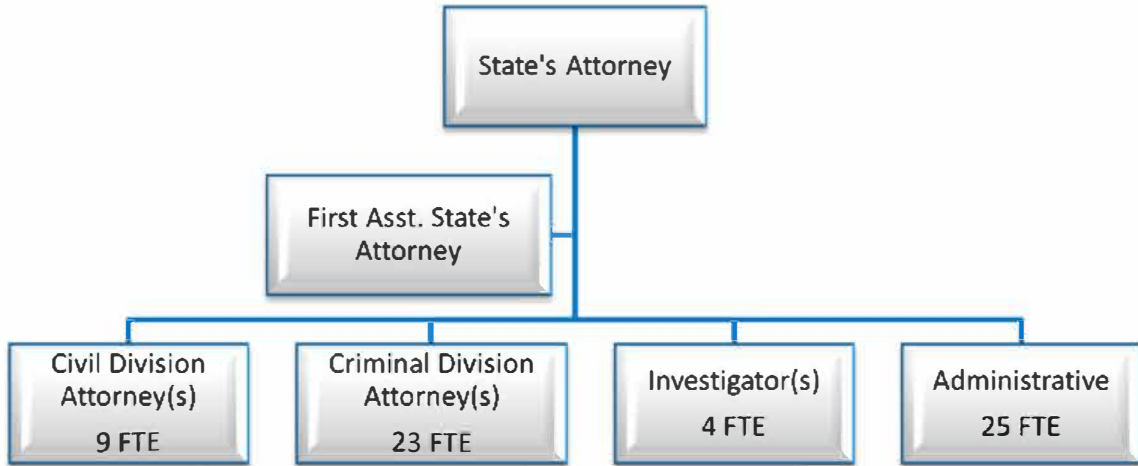 State's Attorney
First Asst. State's
Attorney
Civil Division
Attorney(s)
9 FTE
Criminal Division
Attorney(s)
23 FTE
Investigator(s)
4 FTE
Administrative
25 FTE